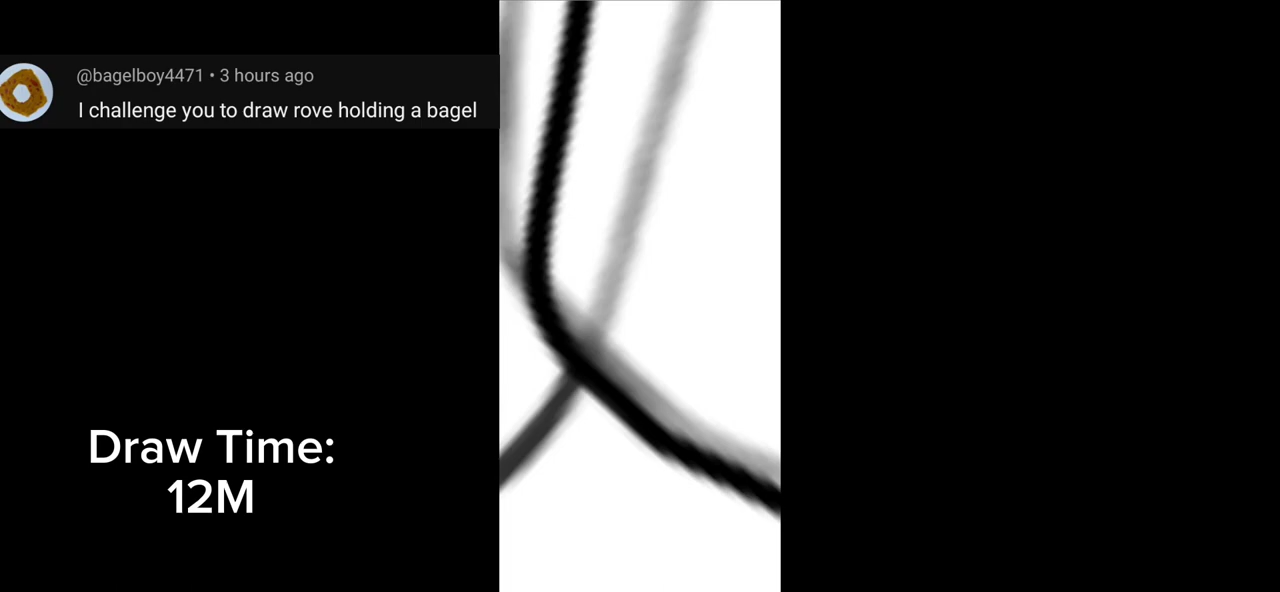 @bagelboy4471 • 3 hours ago
I challenge you to draw rove holding a bagel
Draw Time:
12M